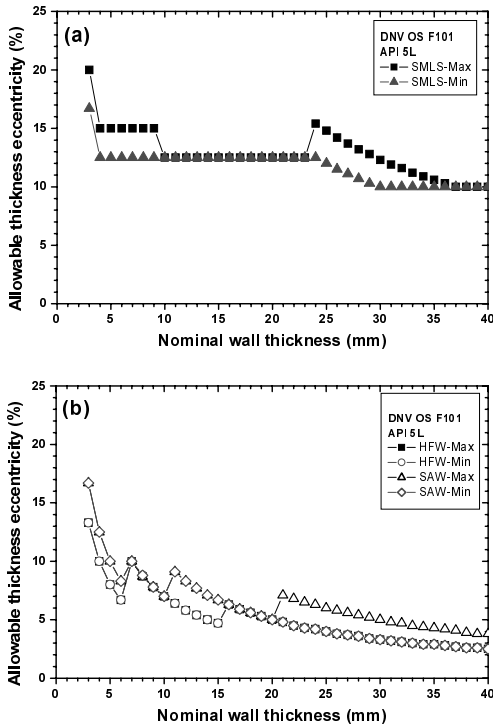 (a)
DNV OS F101
API 5L
SMLS-Max
SMLS-Min
Allowable thickness eccentricity (%)
25
20
15
10
5
0
0 5 10 15 20 25 30 35 40
Nominal wall thickness (mm)
(b)
DNV OS F101
API 5L
HFW-Max
HFW-Min
SAW-Max
SAW-Min
Allowable thickness eccentricity (%)
25
20
15
10
5
0
0 5 10 15 20 25 30 35 40
Nominal wall thickness (mm)